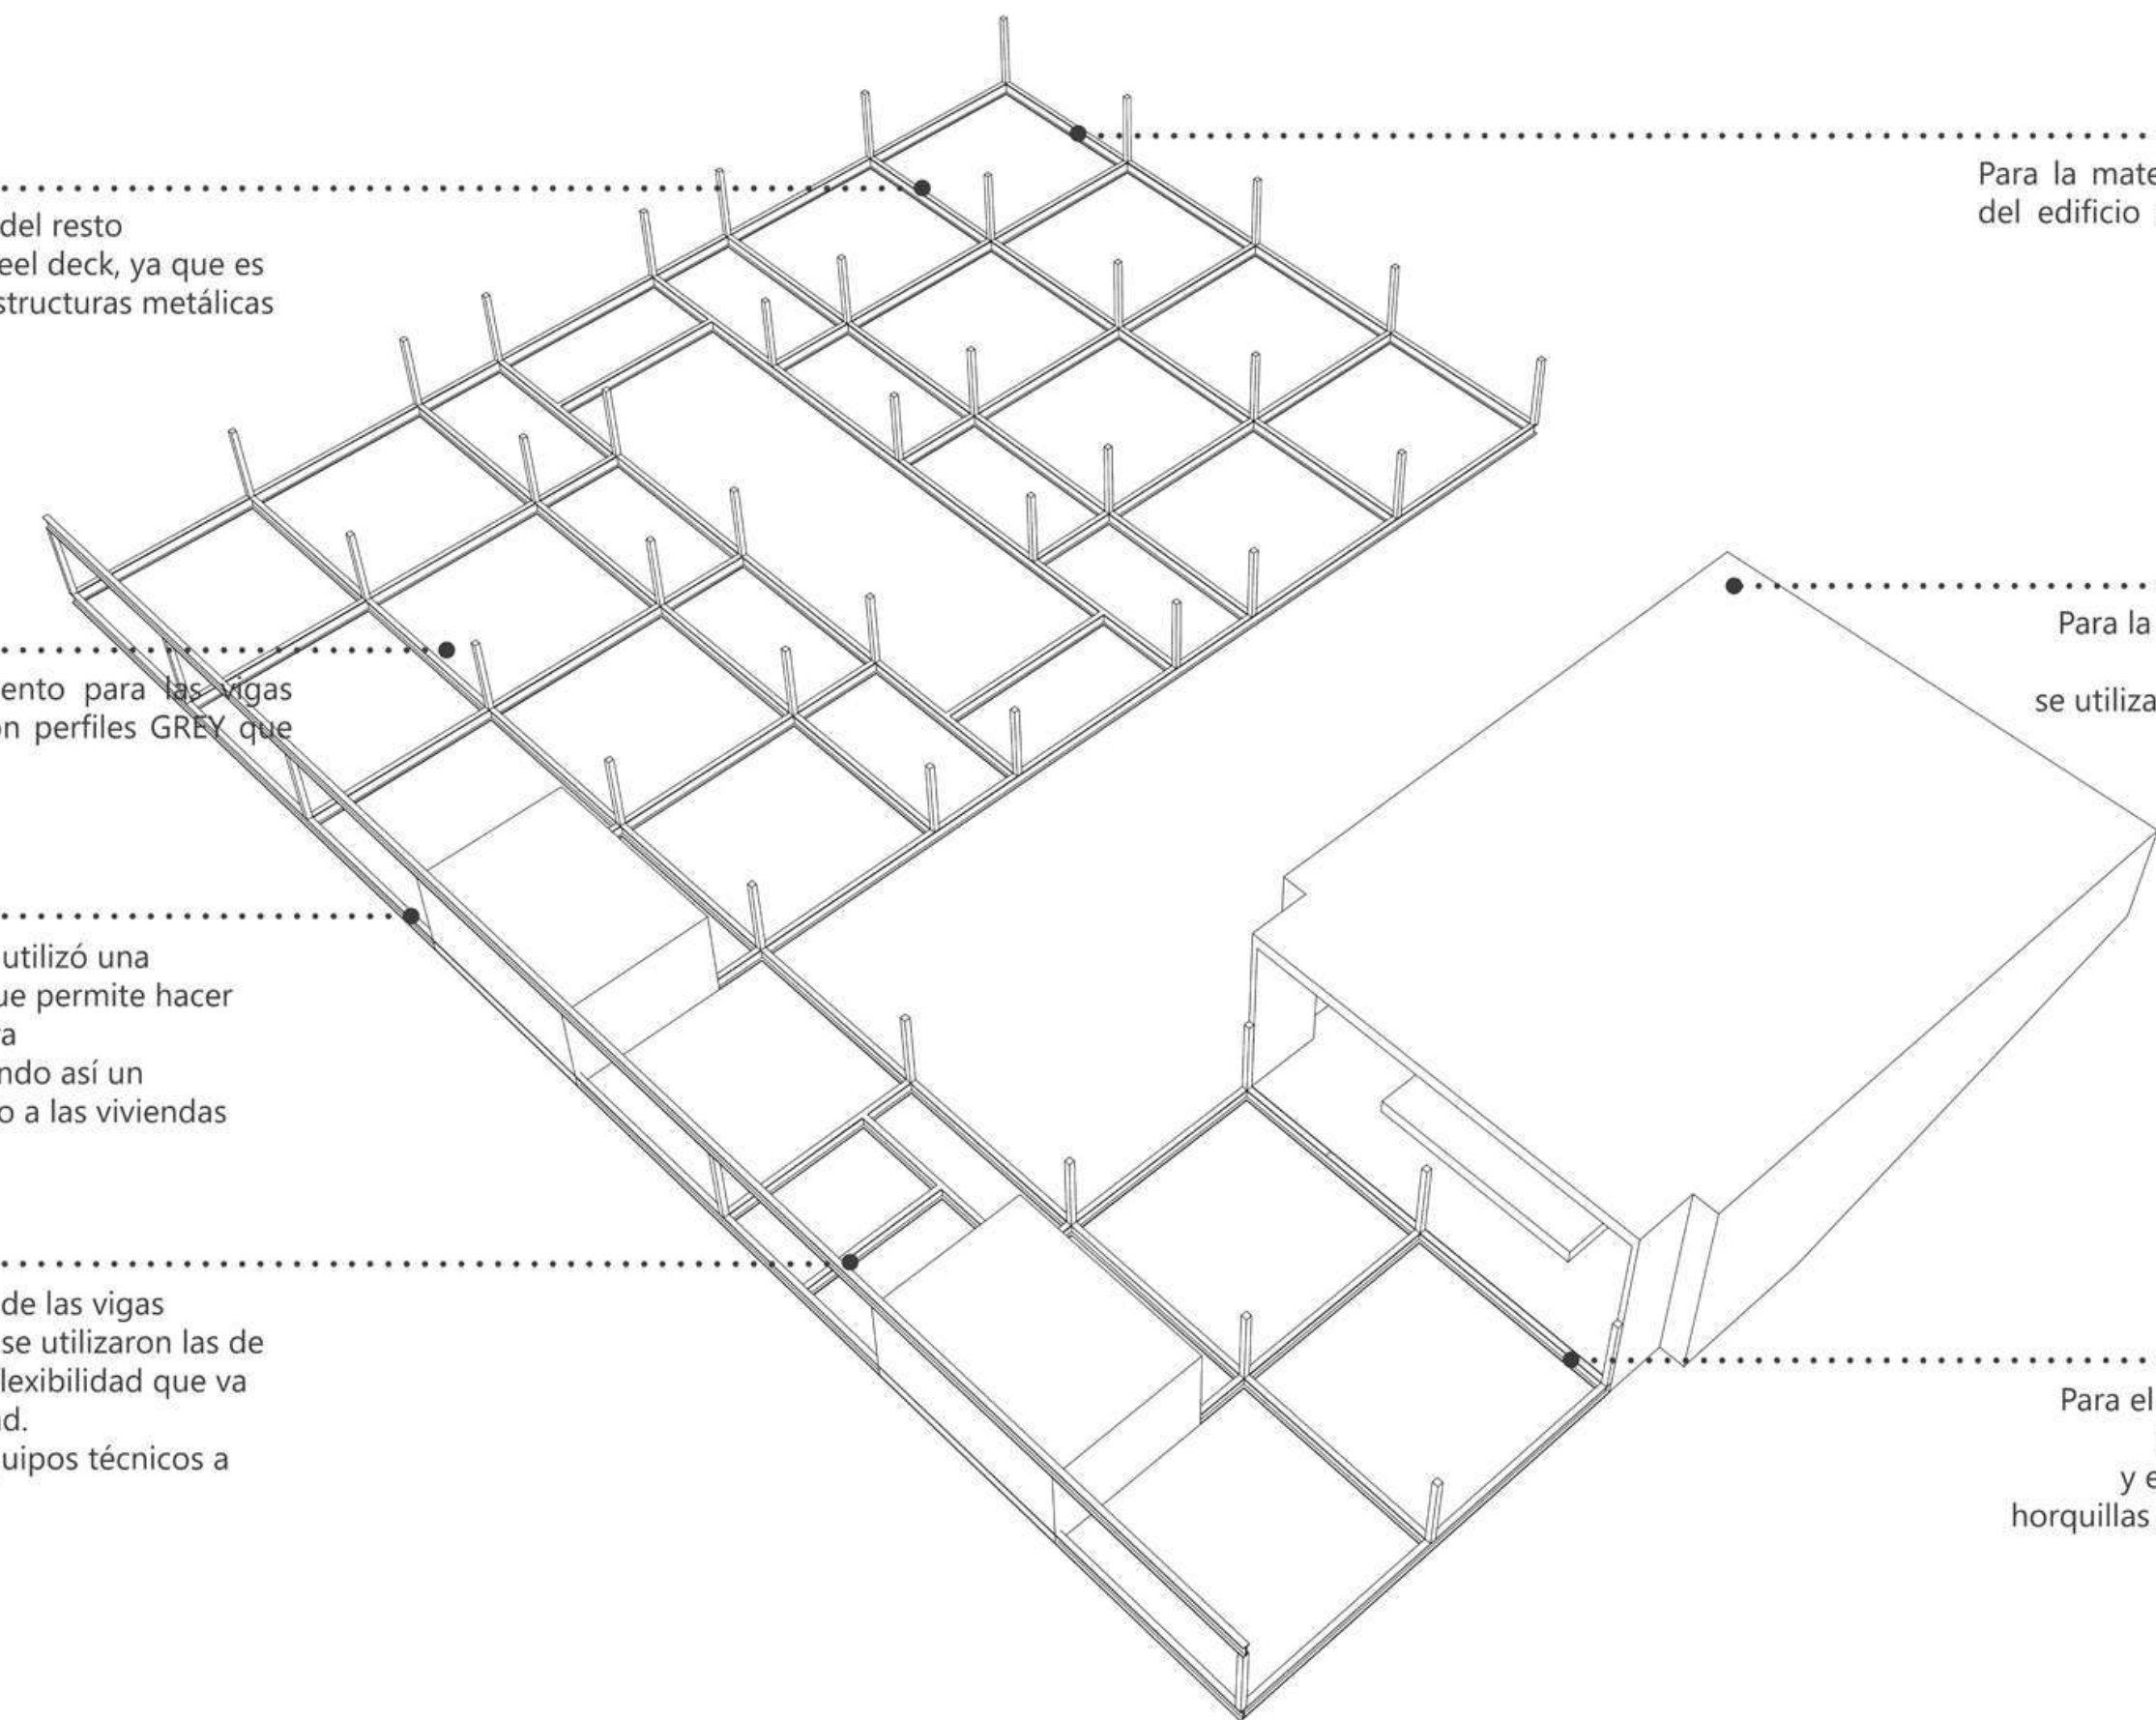 del resto
eel deck, ya que es
structuras metálicas
ento para las vigas
n perfiles GREY que
utilizó una
ue permite hacer
a
ndo así un
o a las viviendas
de las vigas
se utilizaron las de
lexibilidad que va
d.
uipos técnicos a
Para la mate
del edificio
Para la
se utiliza
Para el
y e
horquillas